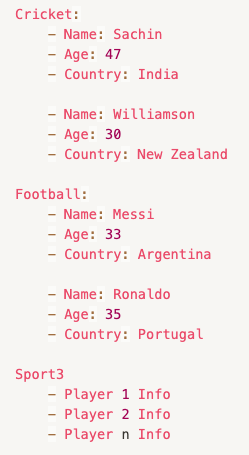 Cricket:
- Name: Sachin
- Age: 47
- Country: India
- Name: Williamson
- Age: 30
- Country: New Zealand
Football:
- Name: Messi
- Age: 33
- Country: Argentina
- Name: Ronaldo
- Age: 35
- Country: Portugal
Sport3
- Player 1 Info
- Player 2 Info
- Player n Info